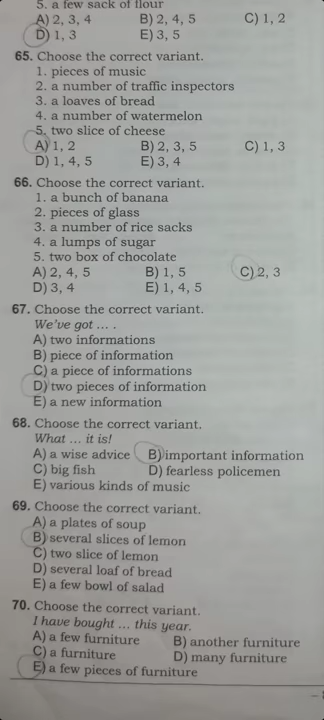 5. a few sack of flour
A) 2, 3, 4 B) 2, 4, 5 C) 1, 2
D) 1, 3 E) 3, 5
65. Choose the correct variant.
1. pieces of music
2. a number of traffic inspectors
3. a loaves of bread
4. a number of watermelon
5. two slice of cheese
A) 1, 2 B) 2, 3, 5 C) 1, 3
D) 1, 4, 5 E) 3, 4
66. Choose the correct variant.
1. a bunch of banana
2. pieces of glass
3. a number of rice sacks
4. a lumps of sugar
5. two box of chocolate
A) 2, 4, 5 B) 1, 5 C) 2, 3
D) 3, 4 E) 1, 4, 5
67. Choose the correct variant.
We've got ... .
A) two informations
B) piece of information
C) a piece of informations
D) two pieces of information
E) a new information
68. Choose the correct variant.
What ... it is!
A) a wise advice B) important information
C) big fish D) fearless policemen
E) various kinds of music
69. Choose the correct variant.
A) a plates of soup
B) several slices of lemon
C) two slice of lemon
D) several loaf of bread
E) a few bowl of salad
70. Choose the correct variant.
I have bought ... this year.
A) a few furniture B) another furniture
C) a furniture D) many furniture
E) a few pieces of furniture